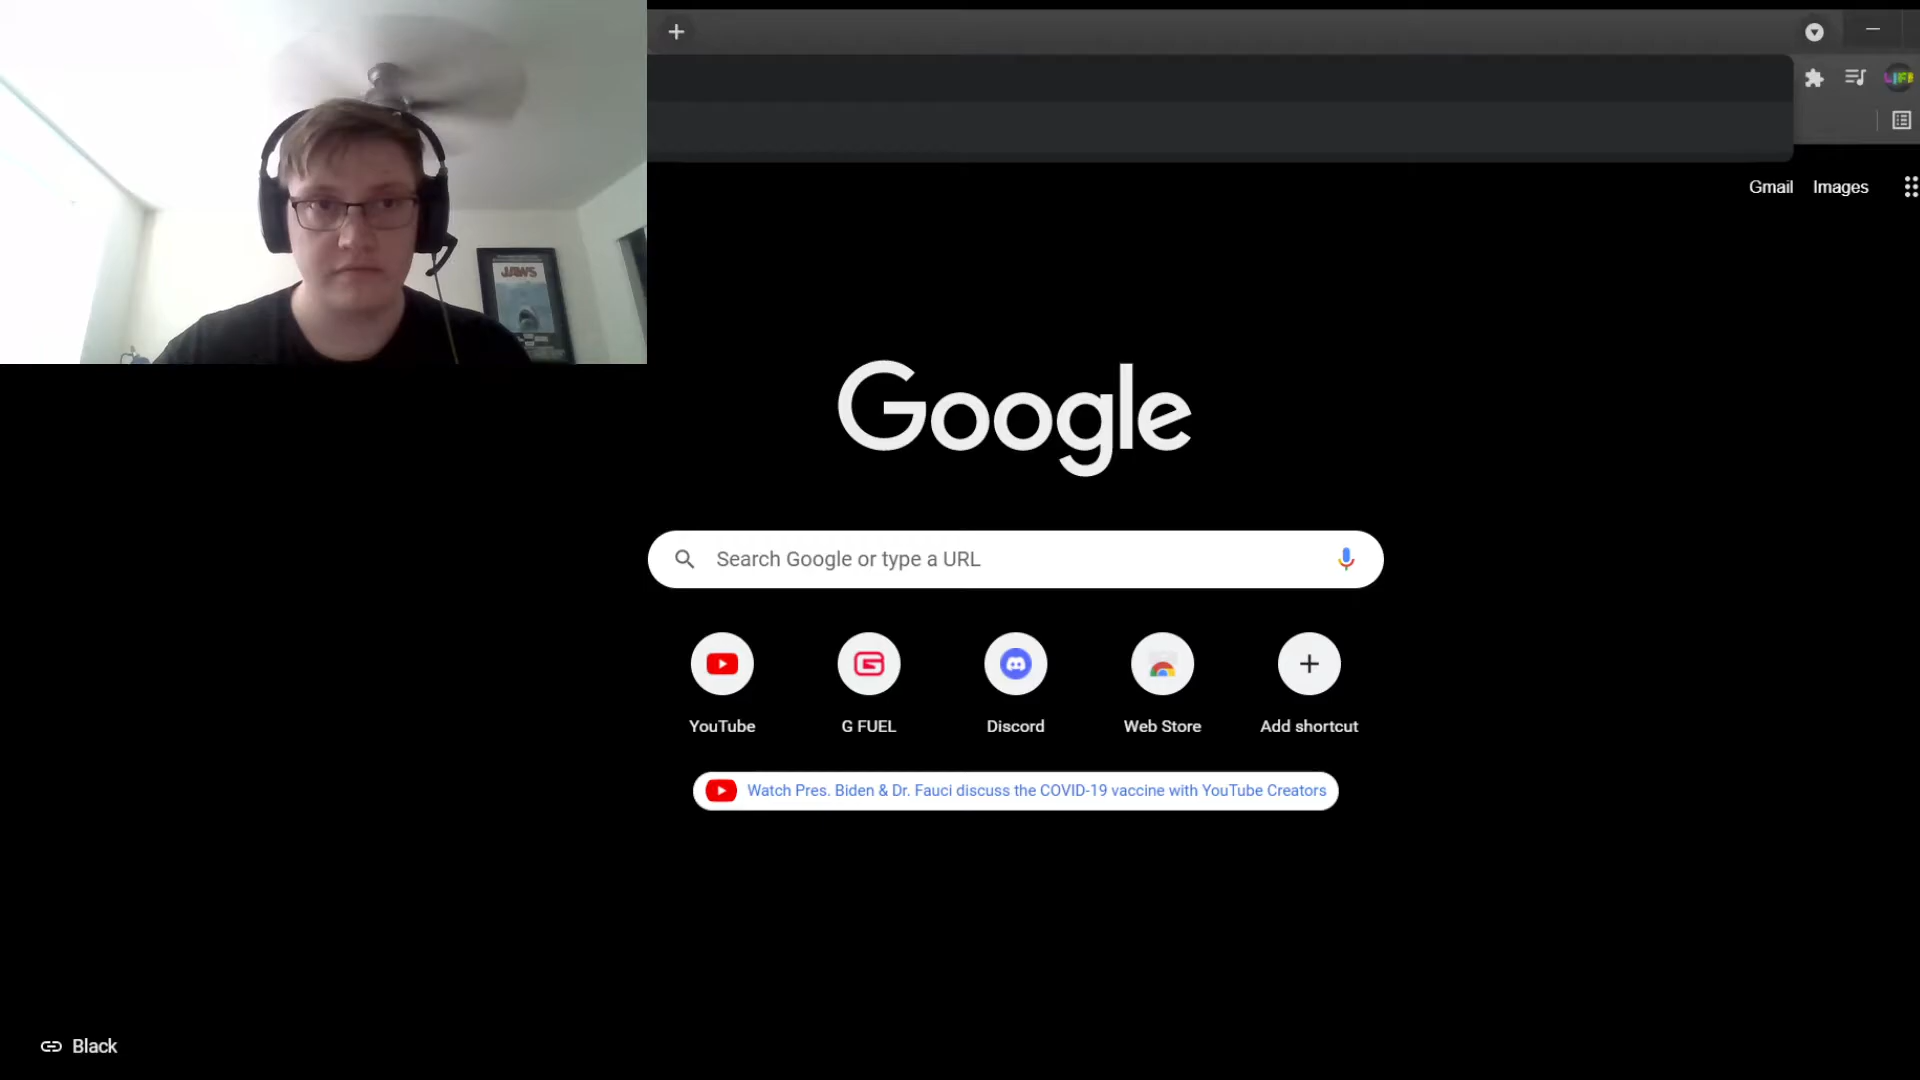 JAWS
LIFE
Gmail Images
Google
Search Google or type a URL
YouTube G FUEL Discord Web Store Add shortcut
Watch Pres. Biden & Dr. Fauci discuss the COVID-19 vaccine with YouTube Creators
Black